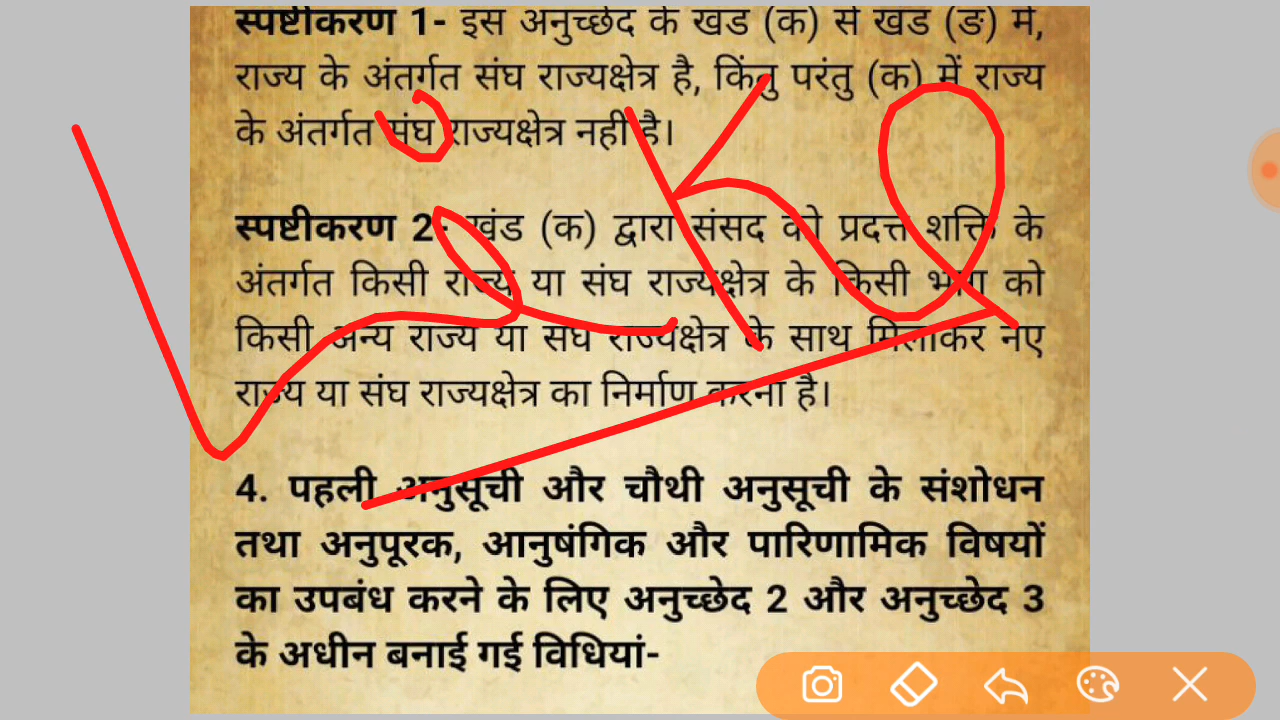 स्पष्टीकरण 1- इस अनुच्छेद के खंड (क) से खंड (ङ) में,
राज्य के अंतर्गत संघ राज्यक्षेत्र है, किंतु परंतु (क) में राज्य
के अंतर्गत संघ राज्यक्षेत्र नहीं है।
स्पष्टीकरण 2- खंड (क) द्वारा संसद को प्रदत्त शक्ति के
अंतर्गत किसी राज्य या संघ राज्यक्षेत्र के किसी भाग को
किसी अन्य राज्य या संघ राज्यक्षेत्र के साथ मिलाकर नए
राज्य या संघ राज्यक्षेत्र का निर्माण करना है।
4. पहली अनुसूची और चौथी अनुसूची के संशोधन
तथा अनुपूरक, आनुषंगिक और पारिणामिक विषयों
का उपबंध करने के लिए अनुच्छेद 2 और अनुच्छेद 3
के अधीन बनाई गई विधियां-